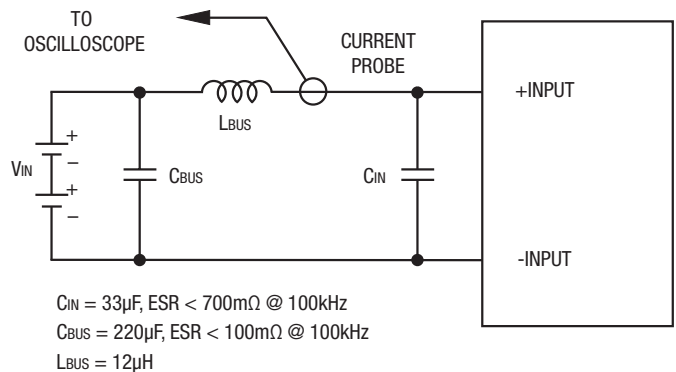 TO
OSCILLOSCOPE
CURRENT
PROBE
+INPUT
LBUS
+
VIN
−
+
−
CBUS
CIN
-INPUT
CIN = 33µF, ESR < 700mΩ @ 100kHz
CBUS = 220µF, ESR < 100mΩ @ 100kHz
LBUS = 12µH